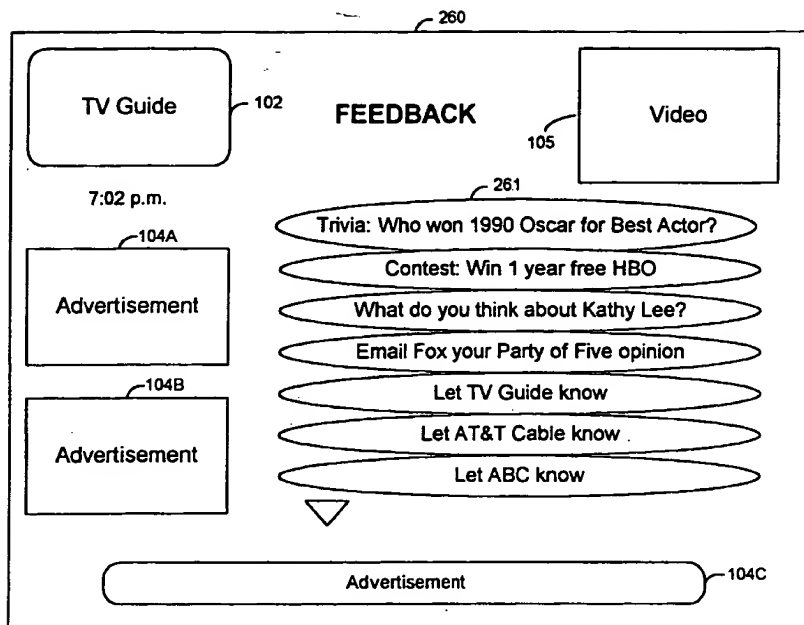 260
TV Guide
102
FEEDBACK
105
Video
7:02 p.m.
261
104A
Advertisement
Trivia: Who won 1990 Oscar for Best Actor?
Contest: Win 1 year free HBO
What do you think about Kathy Lee?
Email Fox your Party of Five opinion
104B
Advertisement
Let TV Guide know
Let AT&T Cable know
Let ABC know
Advertisement
104C